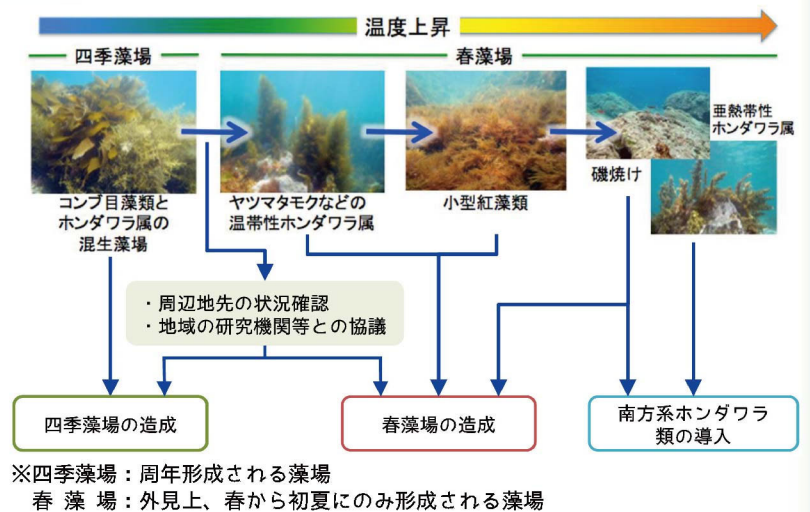 温度上昇
四季藻場
春藻場
亜熱帯性
ホンダワラ属
磯焼け
コンブ目藻類と
ホンダワラ属の
混生藻場
ヤツマタモクなどの
温帯性ホンダワラ属
小型紅藻類
・周辺地先の状況確認
・地域の研究機関等との協議
四季藻場の造成
春藻場の造成
南方系ホンダワラ
類の導入
※四季藻場：周年形成される藻場
春 藻 場：外見上、春から初夏にのみ形成される藻場